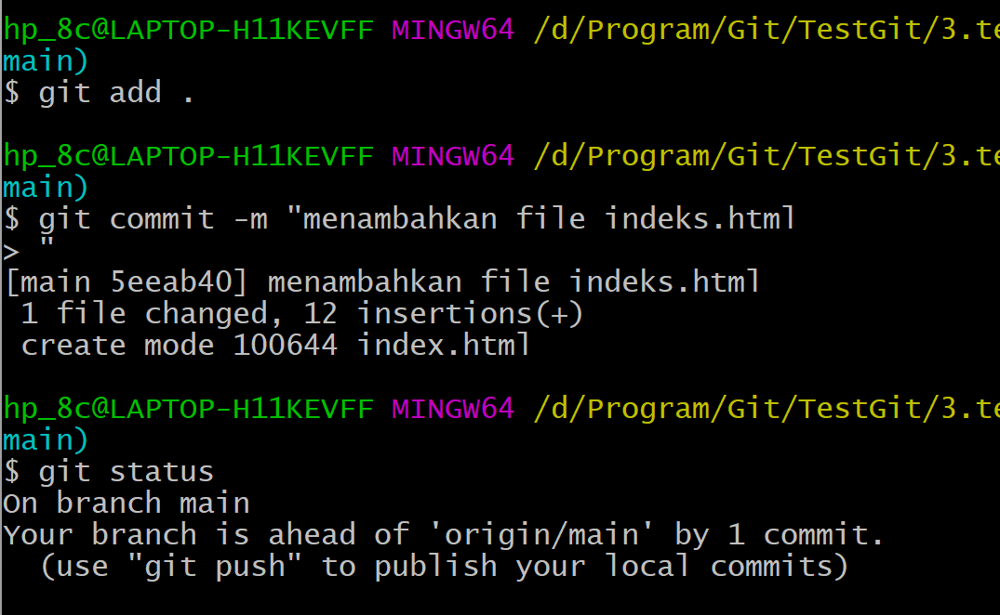 hp_8c@LAPTOP-H11KEVFF MINGW64 /d/Program/Git/TestGit/3.te
main)
$ git add .
hp_8c@LAPTOP-H11KEVFF MINGW64 /d/Program/Git/TestGit/3.te
main)
$ git commit -m "menambahkan file indeks.html
> "
[main 5eeab40] menambahkan file indeks.html
 1 file changed, 12 insertions(+)
 create mode 100644 index.html
hp_8c@LAPTOP-H11KEVFF MINGW64 /d/Program/Git/TestGit/3.te
main)
$ git status
On branch main
Your branch is ahead of 'origin/main' by 1 commit.
  (use "git push" to publish your local commits)